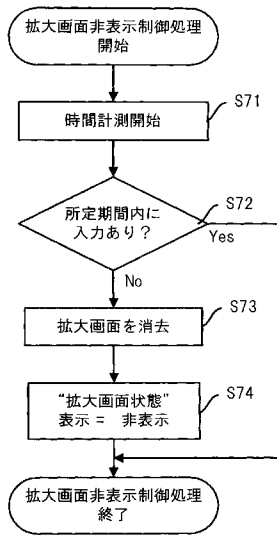 拡大画面非表示制御処理
開始
S71
時間計測開始
所定期間内に
入力あり？
S72
Yes
No
S73
拡大画面を消去
S74
“拡大画面状態”
表示 = 非表示
拡大画面非表示制御処理
終了